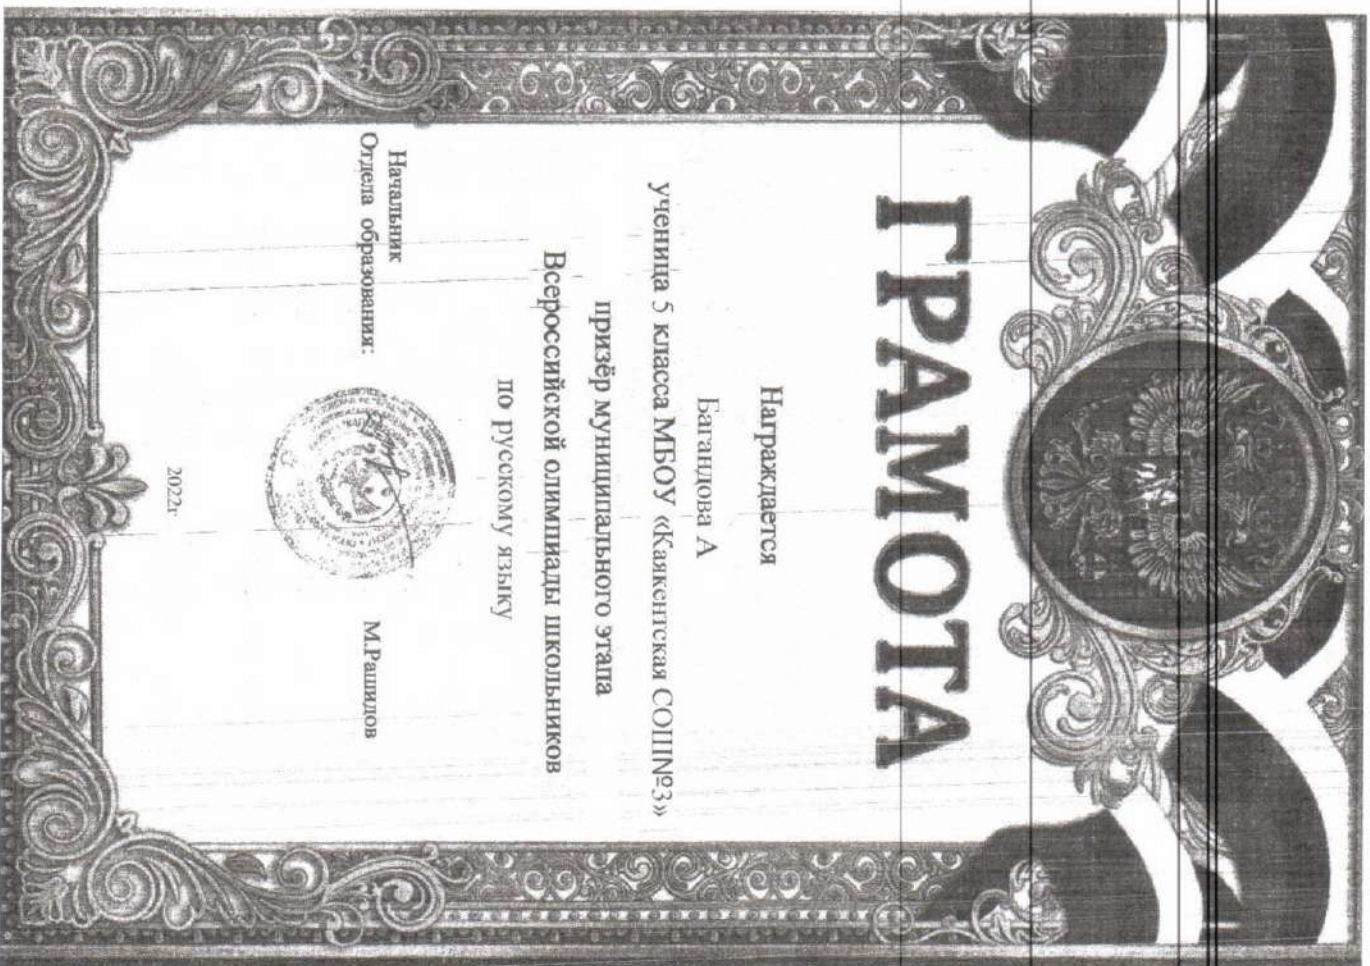 ГРАМОТА
Награждается
Багандова А
ученица 5 класса МБОУ «Каякентская СОШ№3»
призёр муниципального этапа
Всероссийской олимпиады школьников
по русскому языку
Начальник
Отдела образования: М.Рашидов
2022г